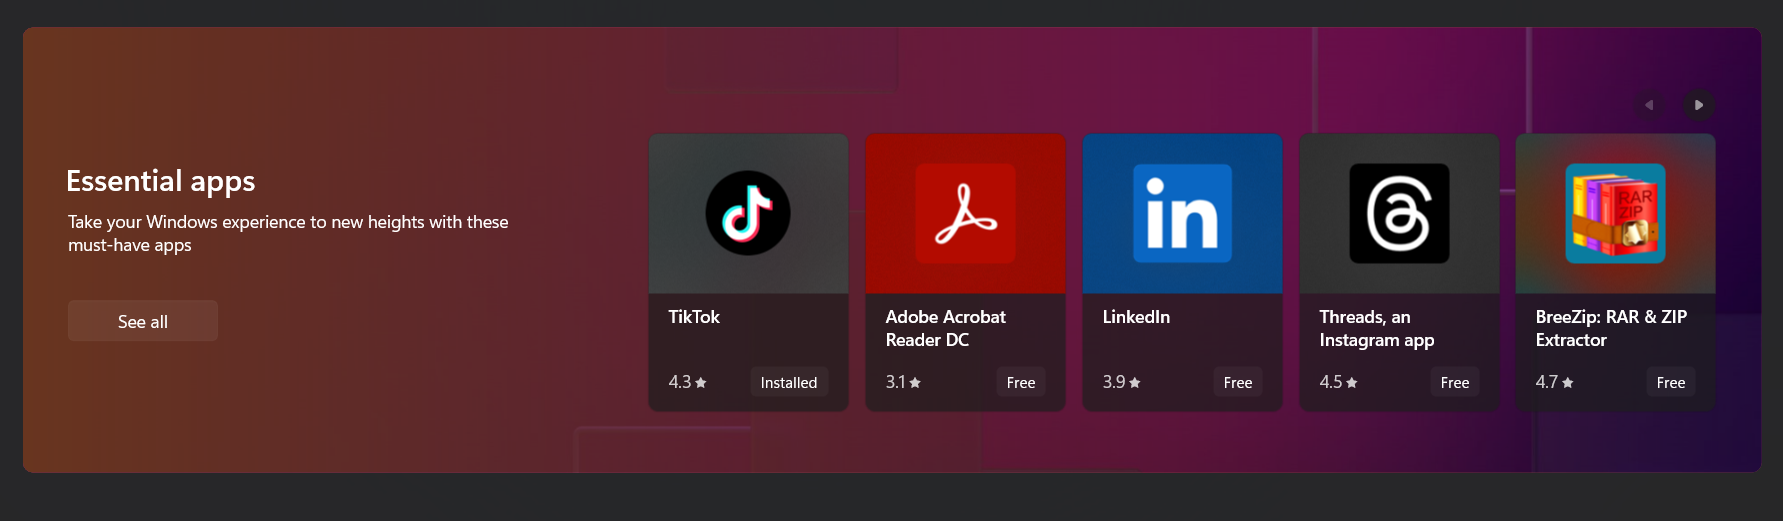 Essential apps
Take your Windows experience to new heights with these
must-have apps
See all
TikTok
4.3
Installed
Adobe Acrobat
Reader DC
3.1
Free
in
LinkedIn
3.9
Free
Threads, an
Instagram app
4.5
Free
RAR
ZIP
BreeZip: RAR & ZIP
Extractor
4.7
Free